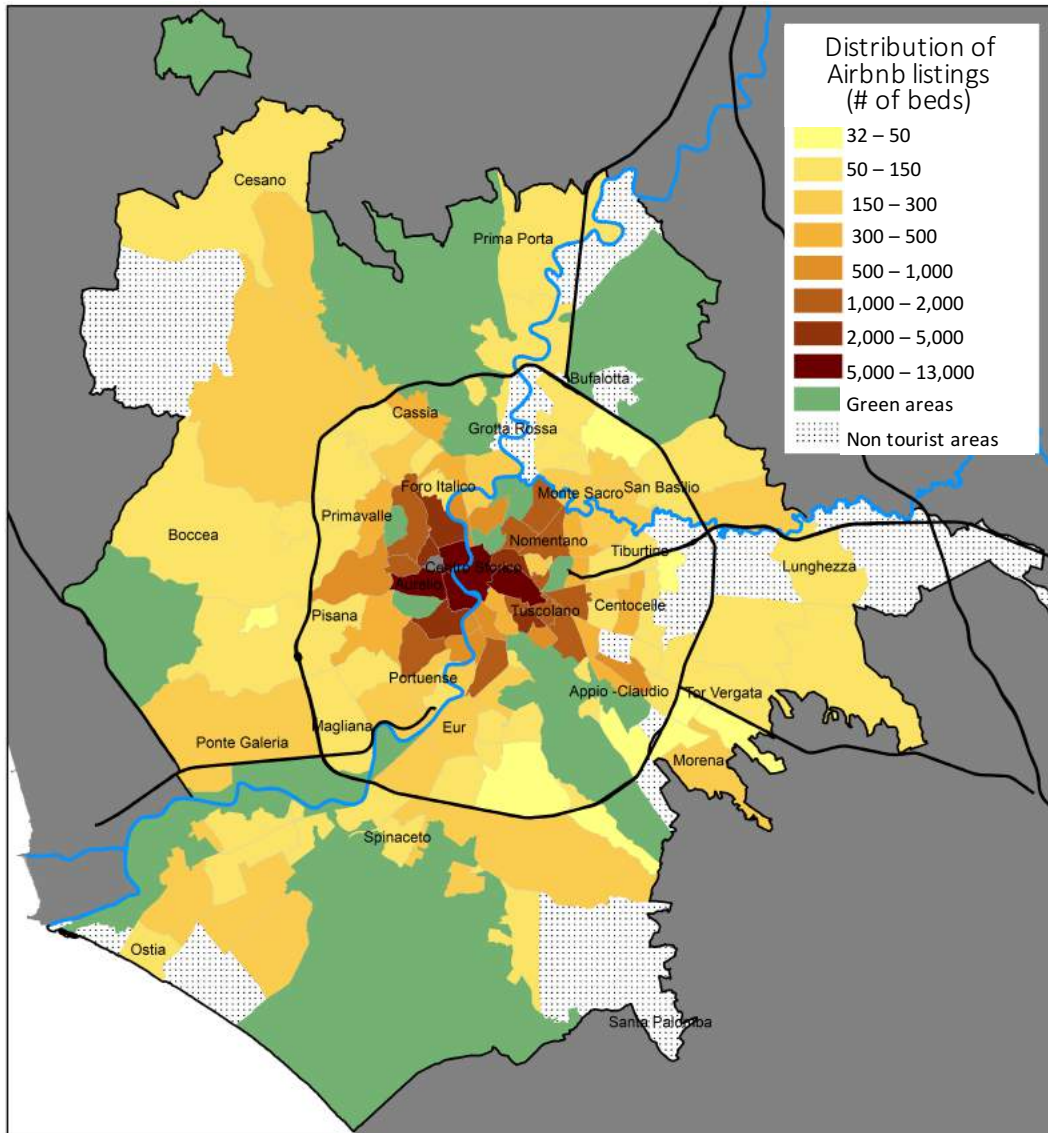 Distribution of
Airbnb listings
(# of beds)
32 – 50
50 – 150
150 – 300
300 – 500
500 – 1,000
1,000 – 2,000
2,000 – 5,000
5,000 – 13,000
Green areas
Non tourist areas
Cesano
Prima Porta
Bufalotta
Cassia
Grotta Rossa
Foro Italico
Monte Sacro
San Basilio
Primavalle
Boccea
Nomentano
Tiburtino
Centro Storico
Lunghezza
Aurelio
Pisana
Tuscolano
Centocelle
Portuense
Appio -Claudio
Tor Vergata
Magliana
Eur
Ponte Galeria
Morena
Spinaceto
Ostia
Santa Palomba